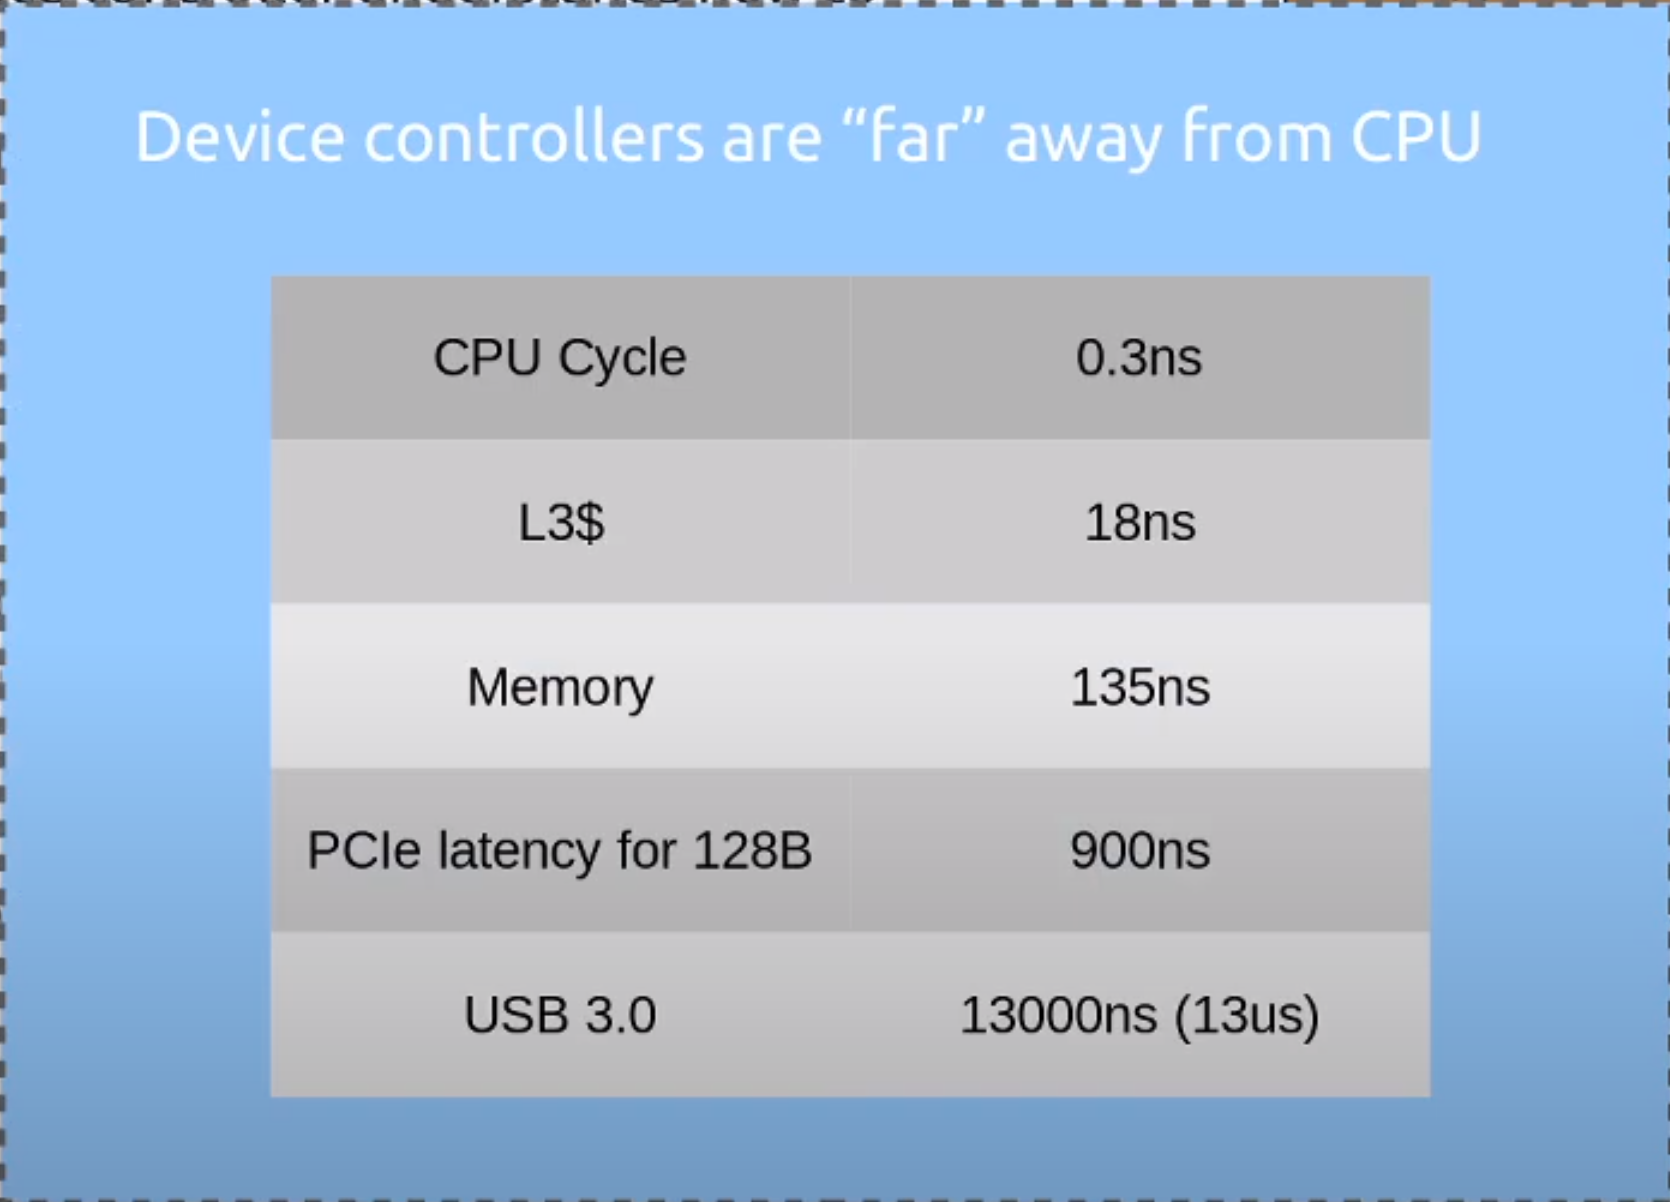 Device controllers are “far” away from CPU
CPU Cycle 0.3ns
L3$ 18ns
Memory 135ns
PCIe latency for 128B 900ns
USB 3.0 13000ns (13us)